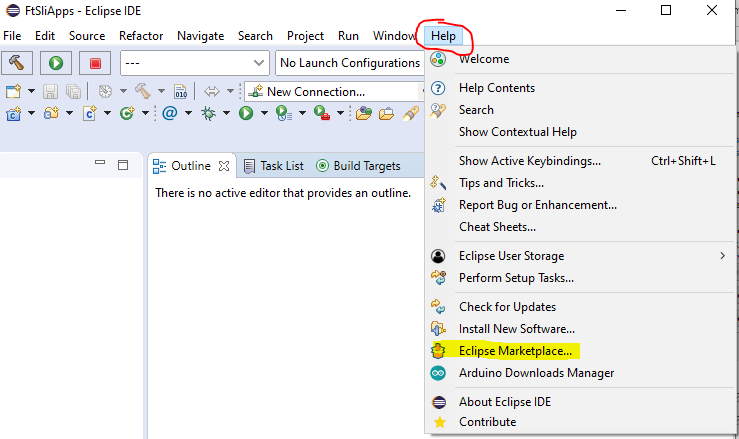 FtSliApps - Eclipse IDE
File Edit Source Refactor Navigate Search Project Run Window Help
--- No Launch Configurations
New Connection...
010
Outline Task List Build Targets
There is no active editor that provides an outline.
Welcome
Help Contents
Search
Show Contextual Help
Show Active Keybindings... Ctrl+Shift+L
Tips and Tricks...
Report Bug or Enhancement...
Cheat Sheets...
Eclipse User Storage
Perform Setup Tasks...
Check for Updates
Install New Software...
Eclipse Marketplace...
Arduino Downloads Manager
About Eclipse IDE
Contribute